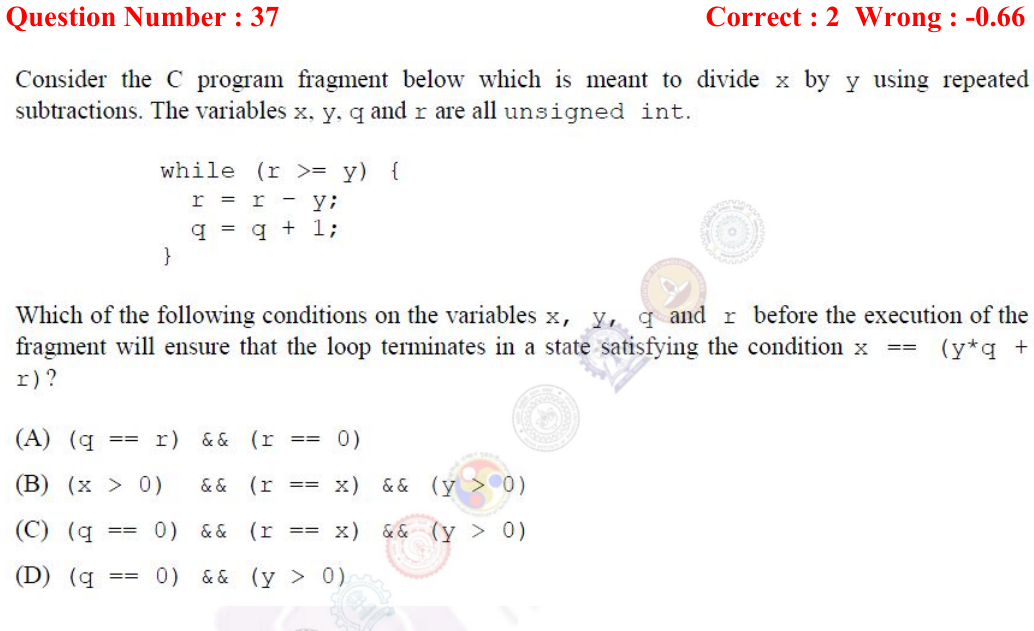 Question Number : 37 Correct : 2 Wrong : -0.66
Consider the C program fragment below which is meant to divide x by y using repeated
subtractions. The variables x, y, q and r are all unsigned int.
while (r >= y) {
r = r - y;
q = q + 1;
}
Which of the following conditions on the variables x, y, q and r before the execution of the
fragment will ensure that the loop terminates in a state satisfying the condition x == (y*q +
r)?
(A) (q == r) && (r == 0)
(B) (x > 0) && (r == x) && (y > 0)
(C) (q == 0) && (r == x) && (y > 0)
(D) (q == 0) && (y > 0)